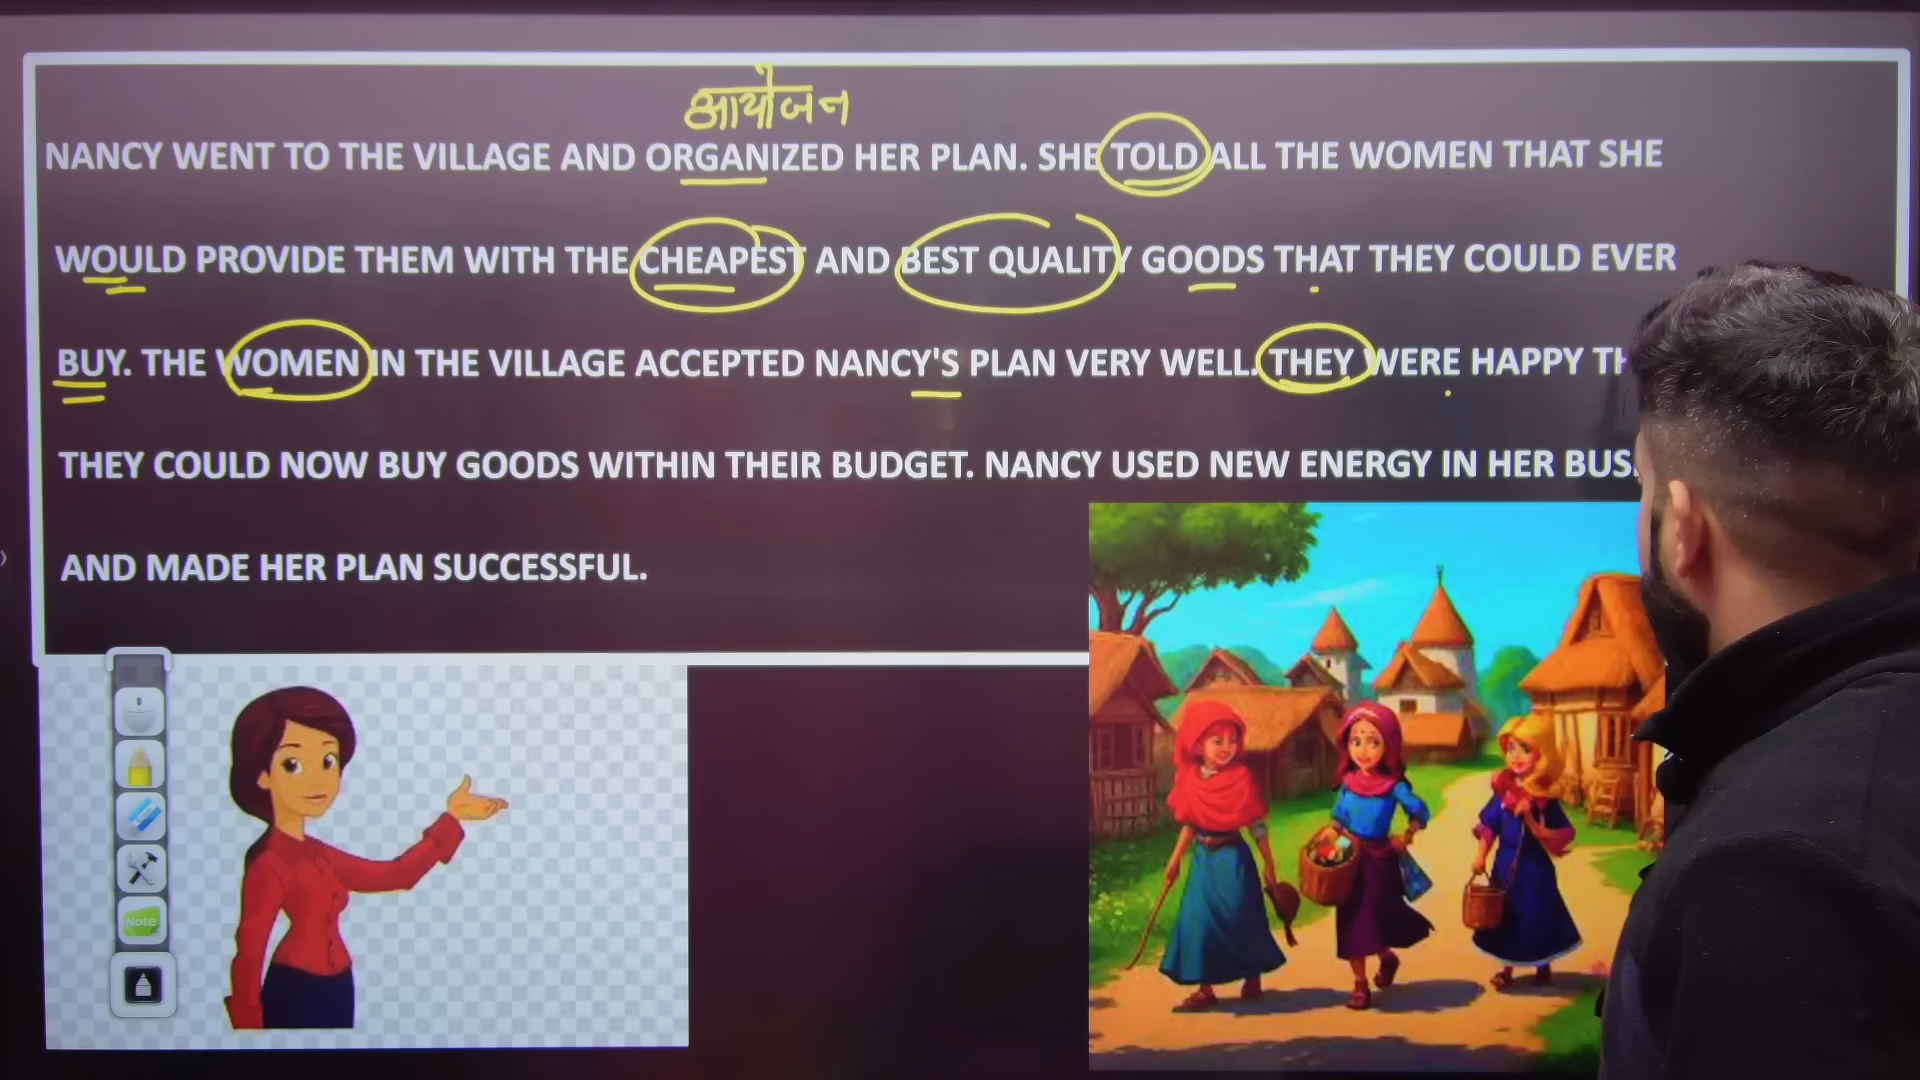 आयोजन
NANCY WENT TO THE VILLAGE AND ORGANIZED HER PLAN. SHE TOLD ALL THE WOMEN THAT SHE
WOULD PROVIDE THEM WITH THE CHEAPEST AND BEST QUALITY GOODS THAT THEY COULD EVER
BUY. THE WOMEN IN THE VILLAGE ACCEPTED NANCY'S PLAN VERY WELL. THEY WERE HAPPY
THEY COULD NOW BUY GOODS WITHIN THEIR BUDGET. NANCY USED NEW ENERGY IN HER
AND MADE HER PLAN SUCCESSFUL.
Note